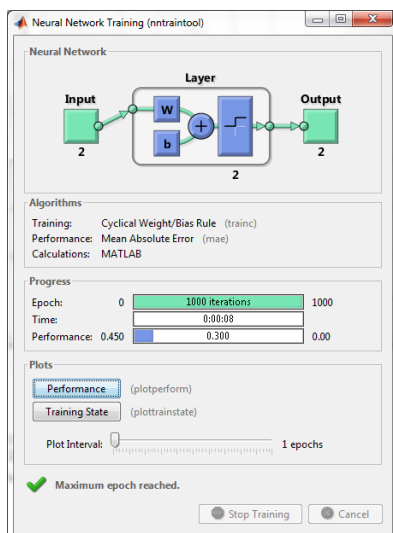 Neural Network Training (nntraintool)
Neural Network
Layer
Input
Output
W
b
+
2
2
2
Algorithms
Training: Cyclical Weight/Bias Rule (trainc)
Performance: Mean Absolute Error (mae)
Calculations: MATLAB
Progress
Epoch: 0 1000 iterations 1000
Time: 0:00:08
Performance: 0.450 0.300 0.00
Plots
Performance (plotperform)
Training State (plottrainstate)
Plot Interval: 1 epochs
Maximum epoch reached.
Stop Training Cancel